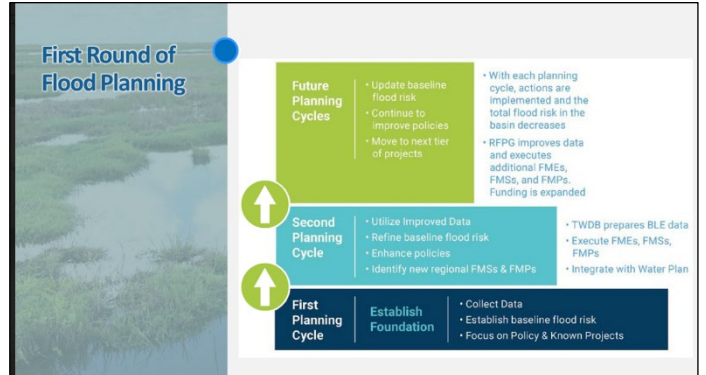 First Round of
Flood Planning
Future
Planning
Cycles
• Update baseline
flood risk
• Continue to
improve policies
• Move to next tier
of projects
• With each planning
cycle, actions are
implemented and the
total flood risk in the
basin decreases
• RFPG improves data
and executes
additional FMEs,
FMSs, and FMPs.
Funding is expanded
Second
Planning
Cycle
• Utilize Improved Data
• Refine baseline flood risk
• Enhance policies
• Identify new regional FMSs & FMPs
• TWDB prepares BLE data
• Execute FMEs, FMSs,
FMPs
• Integrate with Water Plan
First
Planning
Cycle
Establish
Foundation
• Collect Data
• Establish baseline flood risk
• Focus on Policy & Known Projects